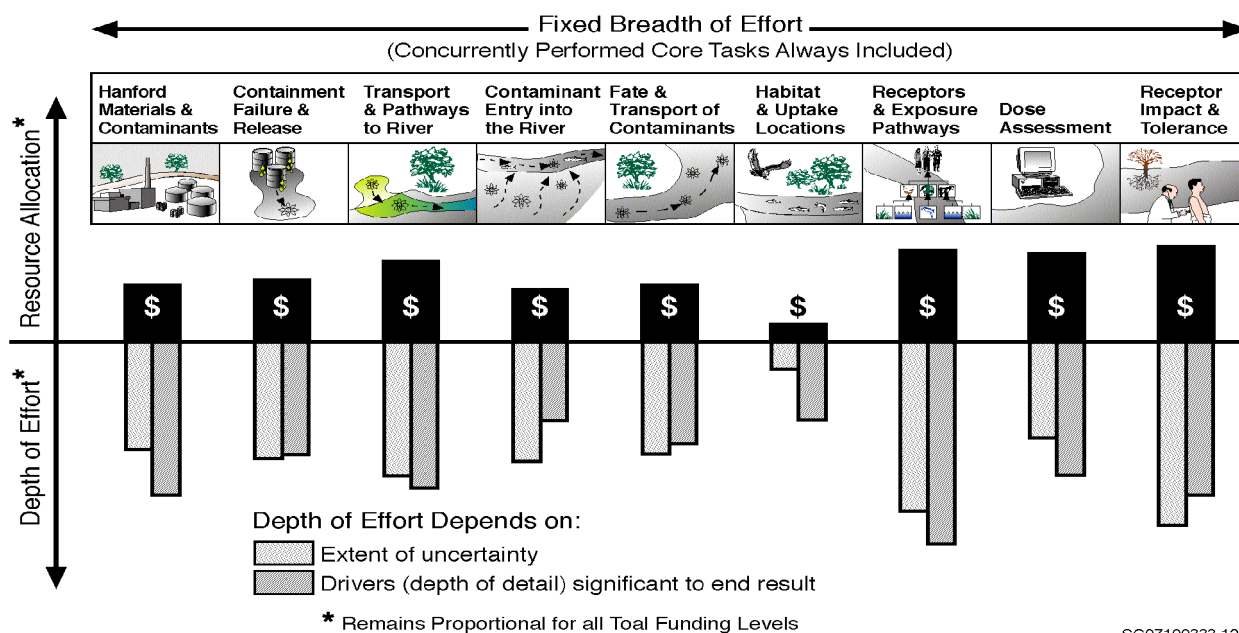 Fixed Breadth of Effort
(Concurrently Performed Core Tasks Always Included)
Hanford
Materials &
Contaminants
Containment
Failure &
Release
Transport
& Pathways
to River
Contaminant
Entry into
the River
Fate &
Transport of
Contaminants
Habitat
& Uptake
Locations
Receptors
& Exposure
Pathways
Dose
Assessment
Receptor
Impact &
Tolerance
Resource Allocation*
$ $ $ $ $ $ $ $ $
Depth of Effort*
Depth of Effort Depends on:
Extent of uncertainty
Drivers (depth of detail) significant to end result
* Remains Proportional for all Toal Funding Levels